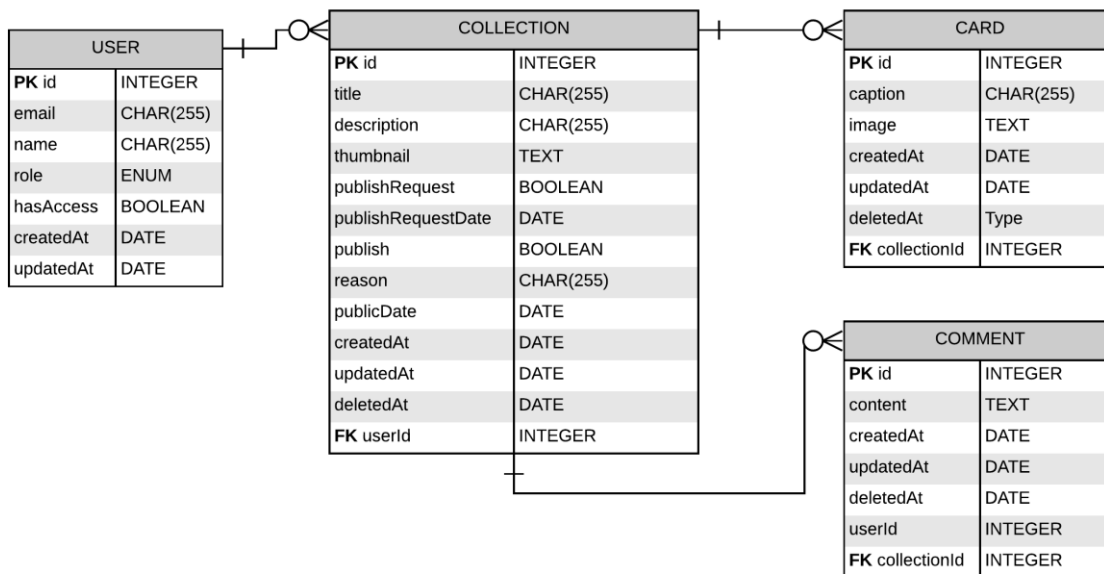 USER
PK id INTEGER
email CHAR(255)
name CHAR(255)
role ENUM
hasAccess BOOLEAN
createdAt DATE
updatedAt DATE
COLLECTION
PK id INTEGER
title CHAR(255)
description CHAR(255)
thumbnail TEXT
publishRequest BOOLEAN
publishRequestDate DATE
publish BOOLEAN
reason CHAR(255)
publicDate DATE
createdAt DATE
updatedAt DATE
deletedAt DATE
FK userId INTEGER
CARD
PK id INTEGER
caption CHAR(255)
image TEXT
createdAt DATE
updatedAt DATE
deletedAt Type
FK collectionId INTEGER
COMMENT
PK id INTEGER
content TEXT
createdAt DATE
updatedAt DATE
deletedAt DATE
userId INTEGER
FK collectionId INTEGER